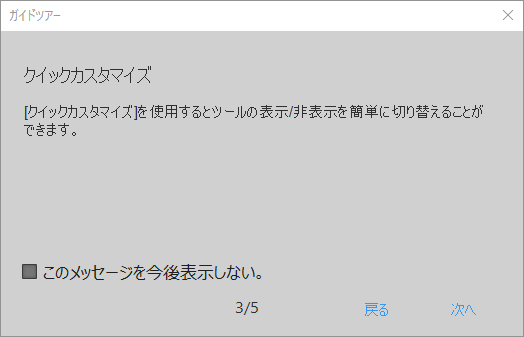 ガイドツアー
クイックカスタマイズ
[クイックカスタマイズ]を使用するとツールの表示/非表示を簡単に切り替えることが
できます。
このメッセージを今後表示しない。
3/5
戻る
次へ